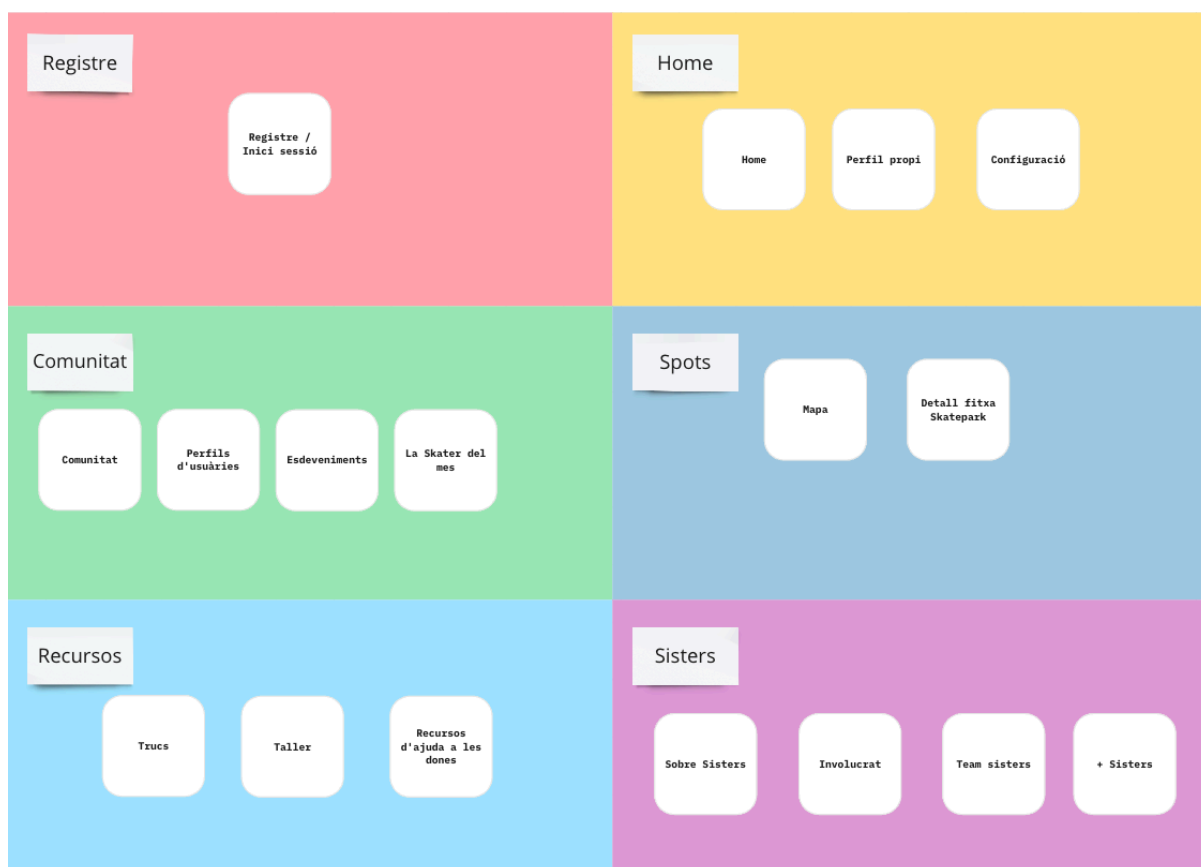 Registre
Registre /
Inici sessió
Home
Home
Perfil propi
Configuració
Comunitat
Comunitat
Perfils
d'usuàries
Esdeveniments
La Skater del
mes
Spots
Mapa
Detall fitxa
Skatepark
Recursos
Trucs
Taller
Recursos
d'ajuda a les
dones
Sisters
Sobre Sisters
Involucrat
Team sisters
+ Sisters